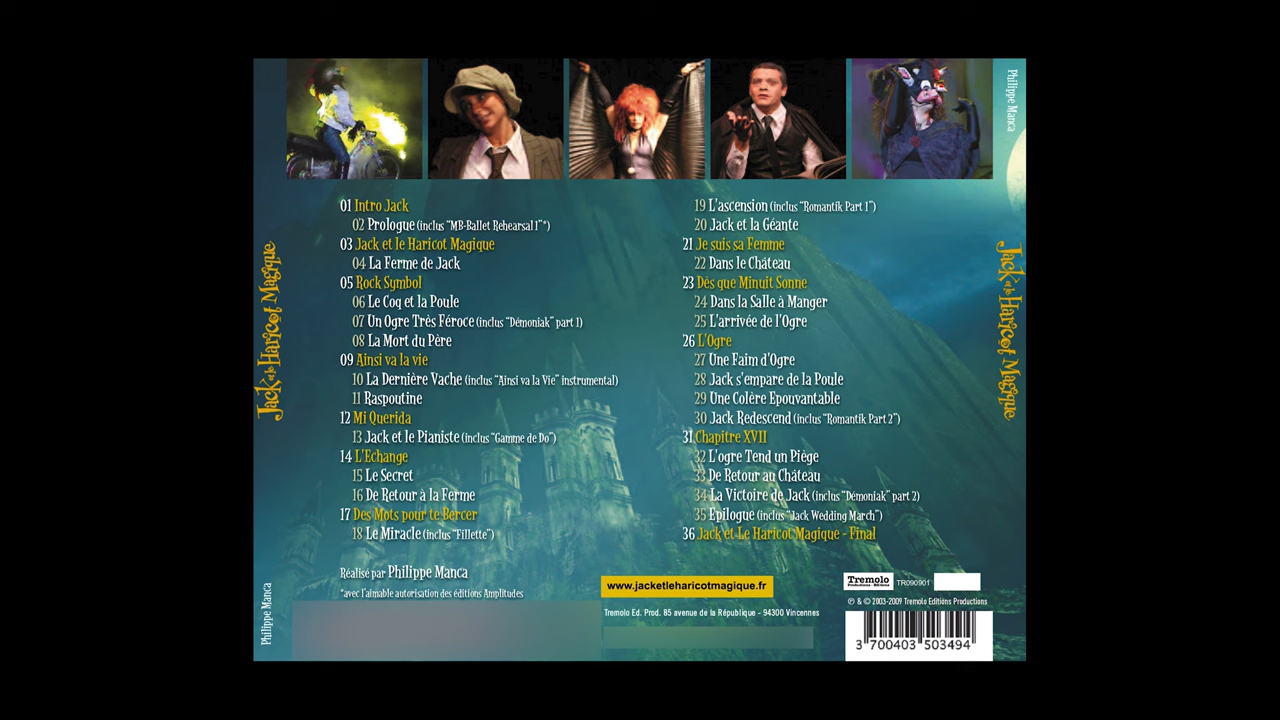 Philippe Manca
Jack et le Haricot Magique
01 Intro Jack
02 Prologue (inclus "MB-Ballet Rehearsal 1"*)
03 Jack et le Haricot Magique
04 La Ferme de Jack
05 Rock Symbol
06 Le Coq et la Poule
07 Un Ogre Très Féroce (inclus "Démoniak" part 1)
08 La Mort du Père
09 Ainsi va la vie
10 La Dernière Vache (inclus "Ainsi va la Vie" instrumental)
11 Raspoutine
12 Mi Querida
13 Jack et le Pianiste (inclus "Gamme de Do")
14 L'Echange
15 Le Secret
16 De Retour à la Ferme
17 Des Mots pour te Bercer
18 Le Miracle (inclus "Fillette")
19 L'ascension (inclus "Romantik Part 1")
20 Jack et la Géante
21 Je suis sa Femme
22 Dans le Château
23 Dès que Minuit Sonne
24 Dans la Salle à Manger
25 L'arrivée de l'Ogre
26 L'Ogre
27 Une Faim d'Ogre
28 Jack s'empare de la Poule
29 Une Colère Epouvantable
30 Jack Redescend (inclus "Romantik Part 2")
31 Chapitre XVII
32 L'ogre Tend un Piège
33 De Retour au Château
34 La Victoire de Jack (inclus "Démoniak" part 2)
35 Epilogue (inclus "Jack Wedding March")
36 Jack et Le Haricot Magique - Final
Réalisé par Philippe Manca
*avec l'aimable autorisation des éditions Amplitudes
www.jacketleharicotmagique.fr
Tremolo Ed. Prod. 85 avenue de la République - 94300 Vincennes
Tremolo
Productions - Editions
TR090901
℗ & © 2003-2009 Tremolo Editions Productions
3 700403 503494
Jack et le Haricot Magique
Philippe Manca